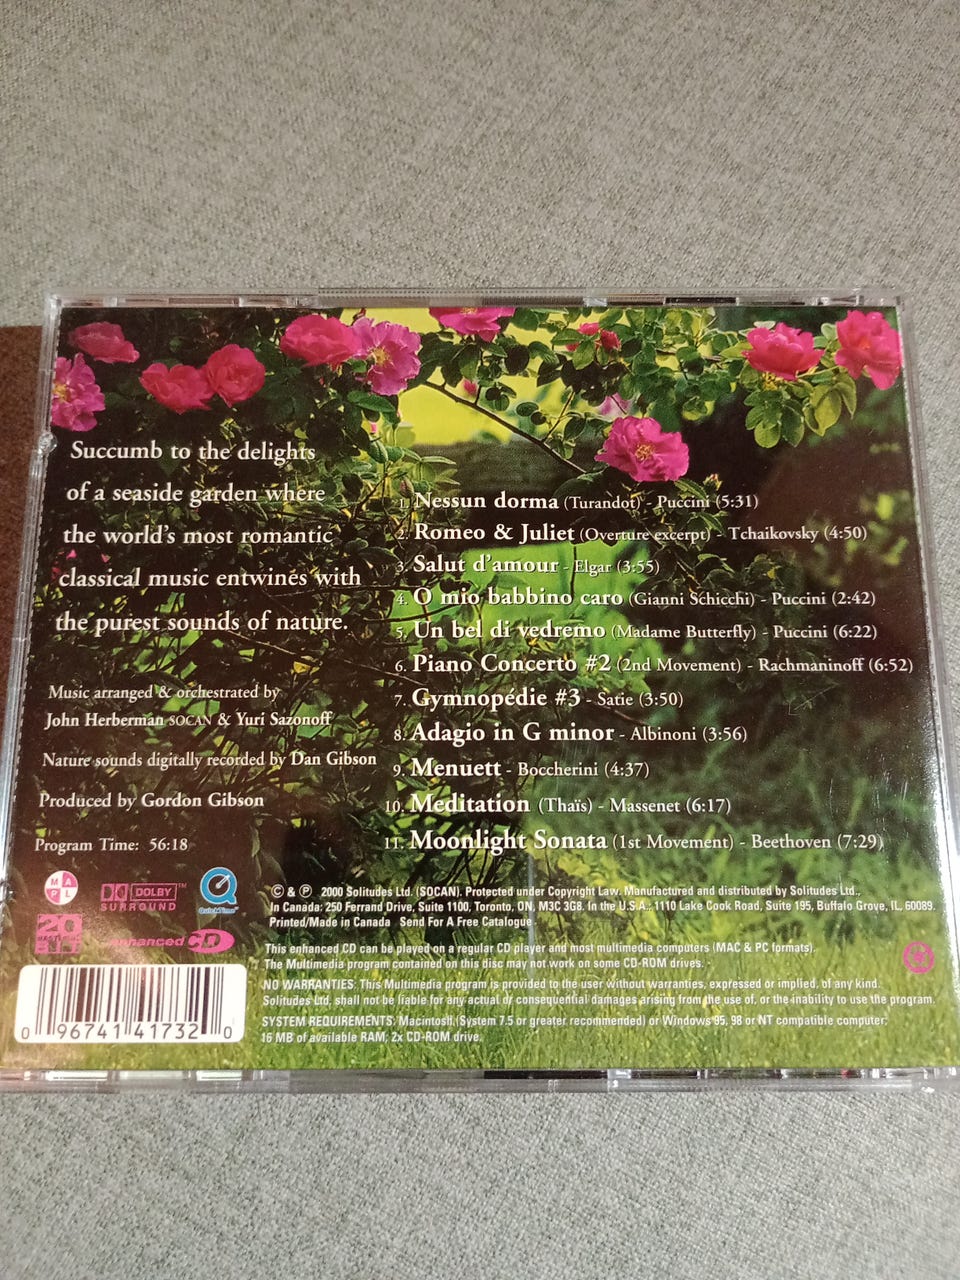 Succumb to the delights
of a seaside garden where
the world's most romantic
classical music entwines with
the purest sounds of nature.
Music arranged & orchestrated by
John Herberman SOCAN & Yuri Sazonoff
Nature sounds digitally recorded by Dan Gibson
Produced by Gordon Gibson
Program Time: 56:18
1. Nessun dorma (Turandot) - Puccini (5:31)
2. Romeo & Juliet (Overture excerpt) - Tchaikovsky (4:50)
3. Salut d'amour - Elgar (3:55)
4. O mio babbino caro (Gianni Schicchi) - Puccini (2:42)
5. Un bel di vedremo (Madame Butterfly) - Puccini (6:22)
6. Piano Concerto #2 (2nd Movement) - Rachmaninoff (6:52)
7. Gymnopédie #3 - Satie (3:50)
8. Adagio in G minor - Albinoni (3:56)
9. Menuett - Boccherini (4:37)
10. Meditation (Thaïs) - Massenet (6:17)
11. Moonlight Sonata (1st Movement) - Beethoven (7:29)
M A P L
DOLBY™
SURROUND
QuickTime™
20 BIT
enhanced CD
0 96741 41732 0
© & ℗ 2000 Solitudes Ltd. (SOCAN). Protected under Copyright Law. Manufactured and distributed by Solitudes Ltd.,
In Canada: 250 Ferrand Drive, Suite 1100, Toronto, ON, M3C 3G8. In the U.S.A.: 1110 Lake Cook Road, Suite 195, Buffalo Grove, IL, 60089.
Printed/Made in Canada Send For A Free Catalogue
This enhanced CD can be played on a regular CD player and most multimedia computers (MAC & PC formats).
The Multimedia program contained on this disc may not work on some CD-ROM drives.
NO WARRANTIES: This Multimedia program is provided to the user without warranties, expressed or implied, of any kind.
Solitudes Ltd. shall not be liable for any actual or consequential damages arising from the use of, or the inability to use the program.
SYSTEM REQUIREMENTS: Macintosh (System 7.5 or greater recommended) or Windows 95, 98 or NT compatible computer;
16 MB of available RAM; 2x CD-ROM drive.